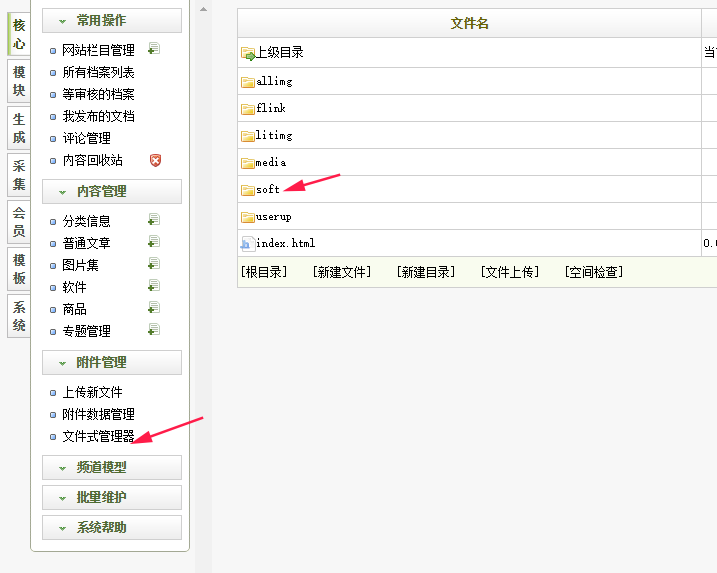 核心
模块
生成
采集
会员
模板
系统
常用操作
网站栏目管理
所有档案列表
等审核的档案
我发布的文档
评论管理
内容回收站
内容管理
分类信息
普通文章
图片集
软件
商品
专题管理
附件管理
上传新文件
附件数据管理
文件式管理器
频道模型
批量维护
系统帮助
文件名
上级目录
allimg
flink
litimg
media
soft
userup
index.html
[根目录] [新建文件] [新建目录] [文件上传] [空间检查]